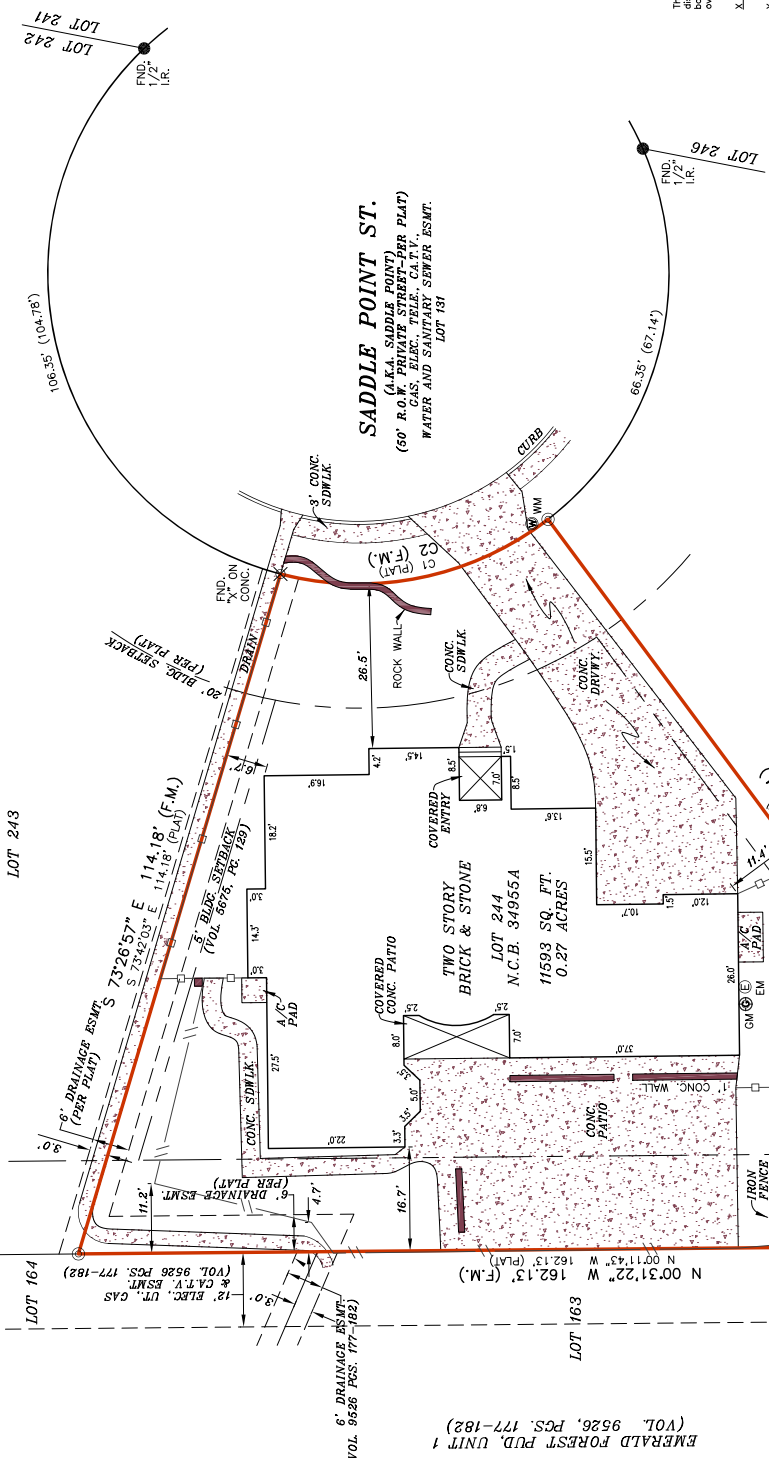 LOT 241
LOT 242
FND.
1/2"
I.R.
106.35' (104.78')
SADDLE POINT ST.
(A.K.A. SADDLE POINT)
(50' R.O.W. PRIVATE STREET-PER PLAT)
GAS, ELEC., TELE., CA.T.V.,
WATER AND SANITARY SEWER ESMT.
LOT 131
LOT 246
FND.
1/2"
I.R.
66.35' (67.14')
CURB
3' CONC.
SDWLK.
W WM
C1 (PLAT)
C2 (F.M.)
FND.
"X" ON
CONC.
ROCK WALL
26.5'
CONC.
SDWLK.
CONC.
DRVWY.
20' BLDG. SETBACK
(PER PLAT)
DRAIN
6.7'
LOT 243
S 73°26'57" E 114.18' (F.M.)
S 73°42'03" E 114.18' (PLAT)
5' BLDG. SETBACK
(VOL 5675, PG. 129)
16.9'
4.2'
14.5'
1.5'
8.5'
7.0'
6.8'
8.5'
COVERED
ENTRY
13.6'
15.5'
10.7'
1.5'
12.0'
11.4'
18.2'
3.0'
14.3'
3.0'
27.5'
22.0'
3.3'
3.5'
5.0'
3.5'
8.0'
2.5'
2.5'
7.0'
37.0'
26.0'
TWO STORY
BRICK & STONE
LOT 244
N.C.B. 34955A
11593 SQ. FT.
0.27 ACRES
COVERED
CONC. PATIO
A/C
PAD
A/C
PAD
GM G E EM
CONC. SDWLK
1' CONC. WALL
CONC.
PATIO
IRON
FENCE
6' DRAINAGE ESMT.
(PER PLAT)
3.0'
11.2'
6' DRAINAGE ESMT.
(PER PLAT)
4.7'
16.7'
LOT 164
12' ELEC., UT., GAS
& CA.T.V. ESMT.
(VOL 9526 PGS. 177-182)
3.0'
6' DRAINAGE ESMT.
VOL 9526 PGS. 177-182)
N 00°31'22" W 162.13' (F.M.)
N 00°11'43" W 162.13' (PLAT)
LOT 163
EMERALD FOREST PUD, UNIT 1
(VOL. 9526, PGS. 177-182)
X